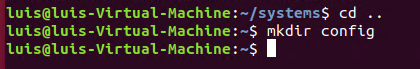 luis@luis-Virtual-Machine:~/systems$ cd ..
luis@luis-Virtual-Machine:~$ mkdir config
luis@luis-Virtual-Machine:~$